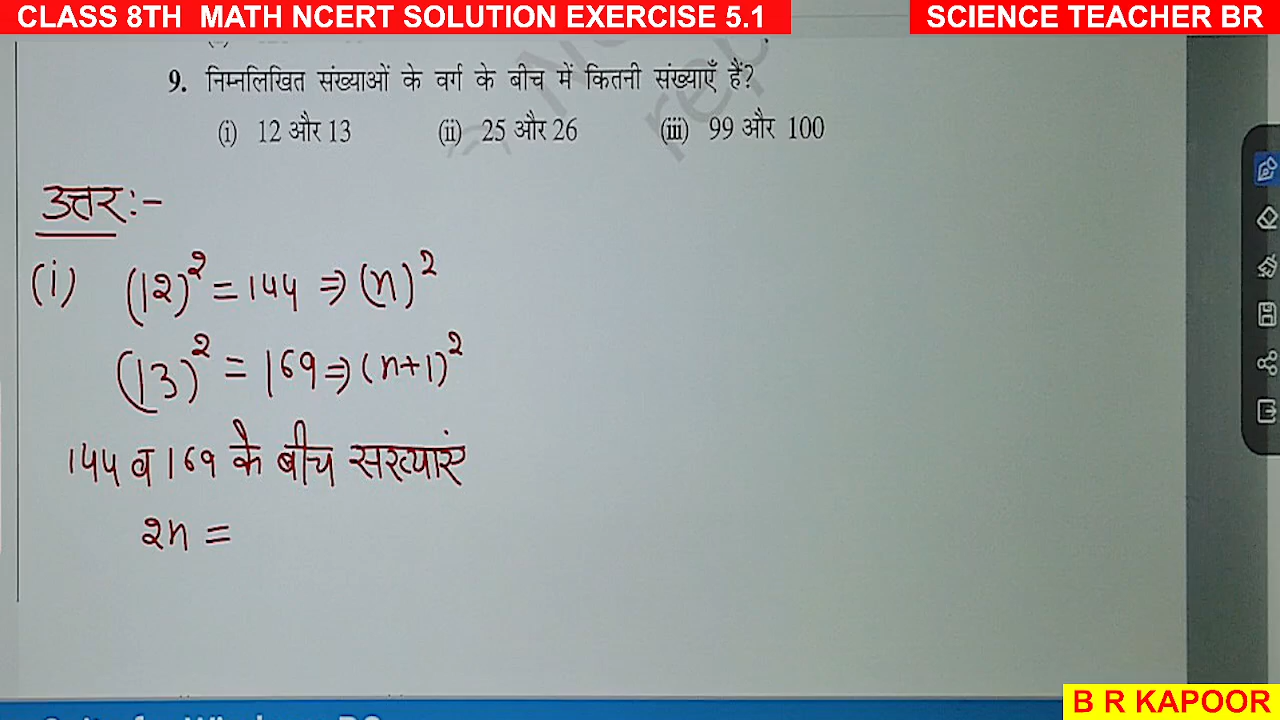 CLASS 8TH MATH NCERT SOLUTION EXERCISE 5.1
SCIENCE TEACHER BR
9. निम्नलिखित संख्याओं के वर्ग के बीच में कितनी संख्याएँ हैं?
(i) 12 और 13 (ii) 25 और 26 (iii) 99 और 100
उत्तर:-
(i) (12)² = 144 ⇒ (n)²
(13)² = 169 ⇒ (n+1)²
144 व 169 के बीच सख्याएं
2n =
B R KAPOOR